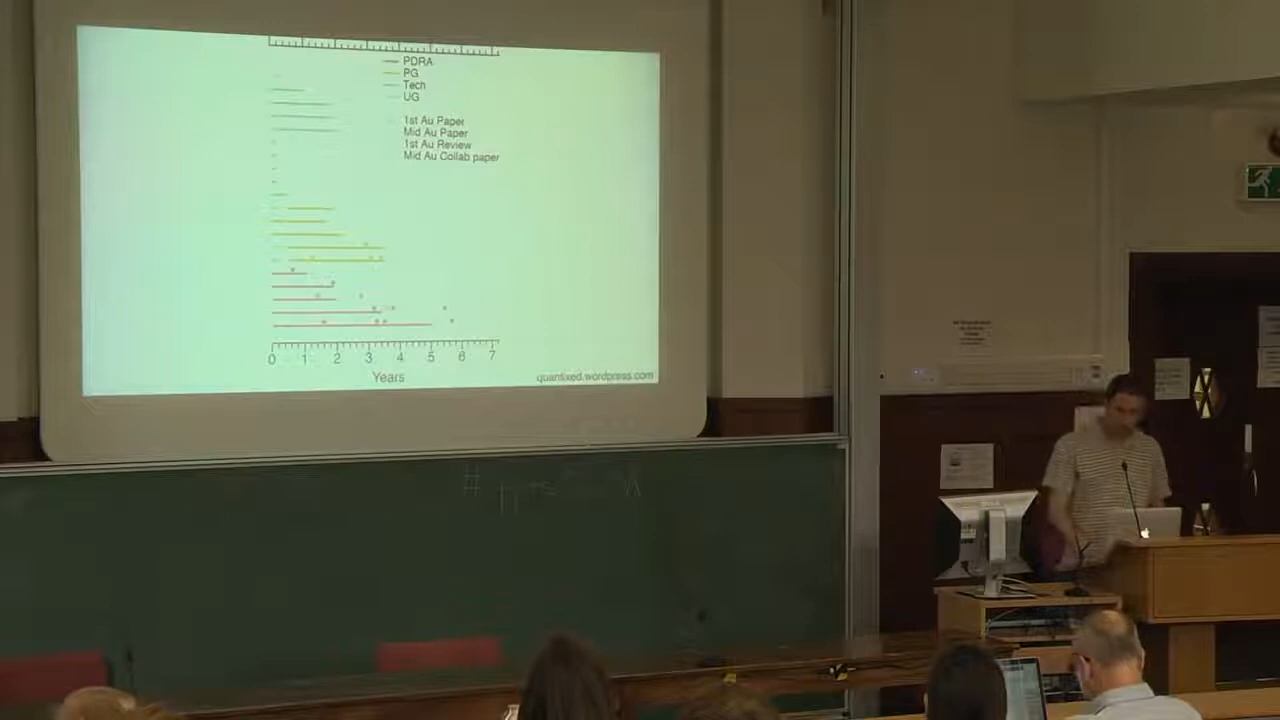 PDRA
PG
Tech
UG
1st Au Paper
Mid Au Paper
1st Au Review
Mid Au Collab paper
0 1 2 3 4 5 6 7
Years
quantixed.wordpress.com
#